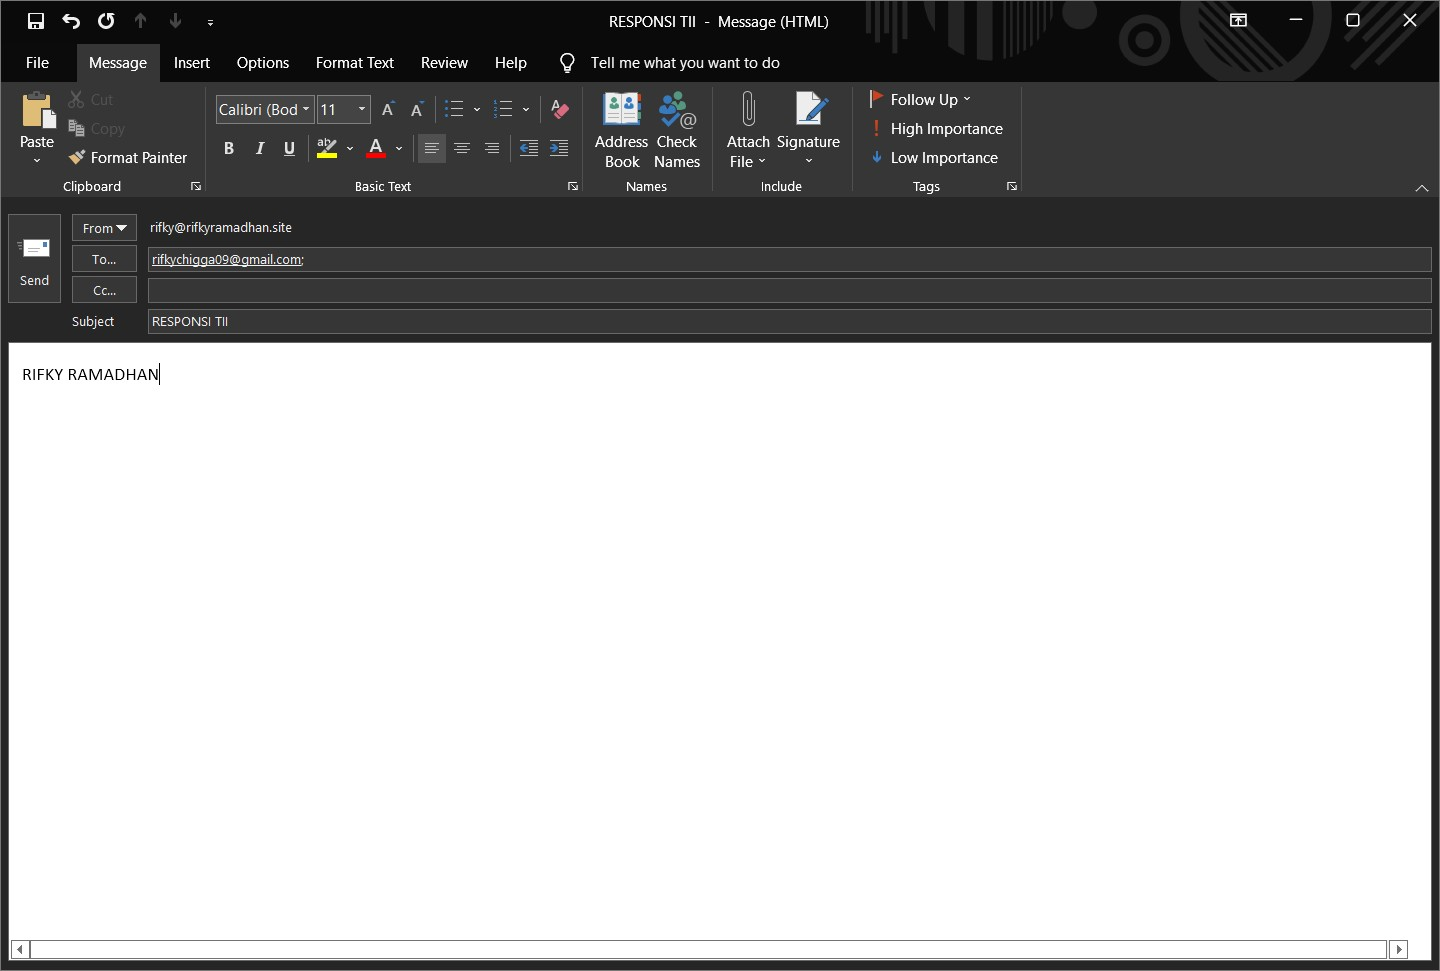 RESPONSI TII - Message (HTML)
File Message Insert Options Format Text Review Help Tell me what you want to do
Paste
Cut
Copy
Format Painter
Clipboard
Calibri (Bod 11
B I U ab A
Basic Text
Address Book
Check Names
Names
Attach File
Signature
Include
Follow Up
High Importance
Low Importance
Tags
Send
From rifky@rifkyramadhan.site
To... rifkychigga09@gmail.com;
Cc...
Subject RESPONSI TII
RIFKY RAMADHAN